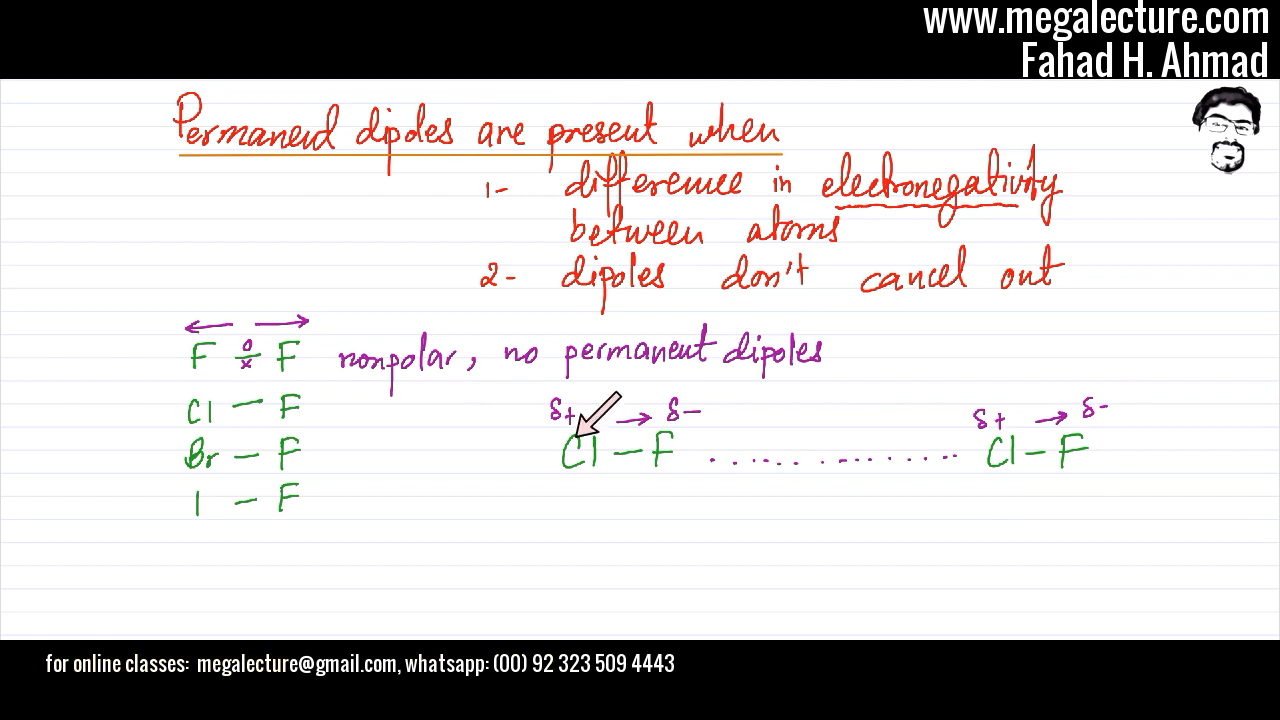 www.megalecture.com
Fahad H. Ahmad
Permanent dipoles are present when
1- difference in electronegativity
between atoms
2- dipoles don't cancel out
F o/x F nonpolar, no permanent dipoles
Cl — F
δ+ → δ− δ+ → δ−
Cl — F .............. Cl — F
Br — F
I — F
for online classes: megalecture@gmail.com, whatsapp: (00) 92 323 509 4443